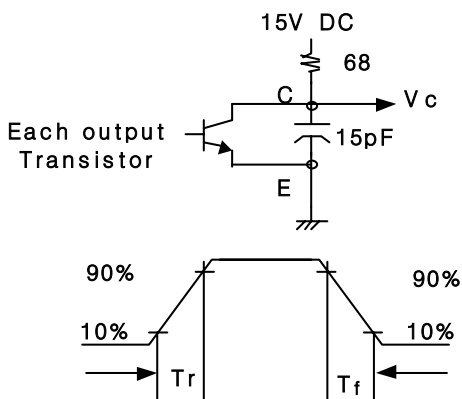 15V DC
68
C
Vc
Each output
Transistor
15pF
E
90%
90%
10%
10%
Tr
Tf